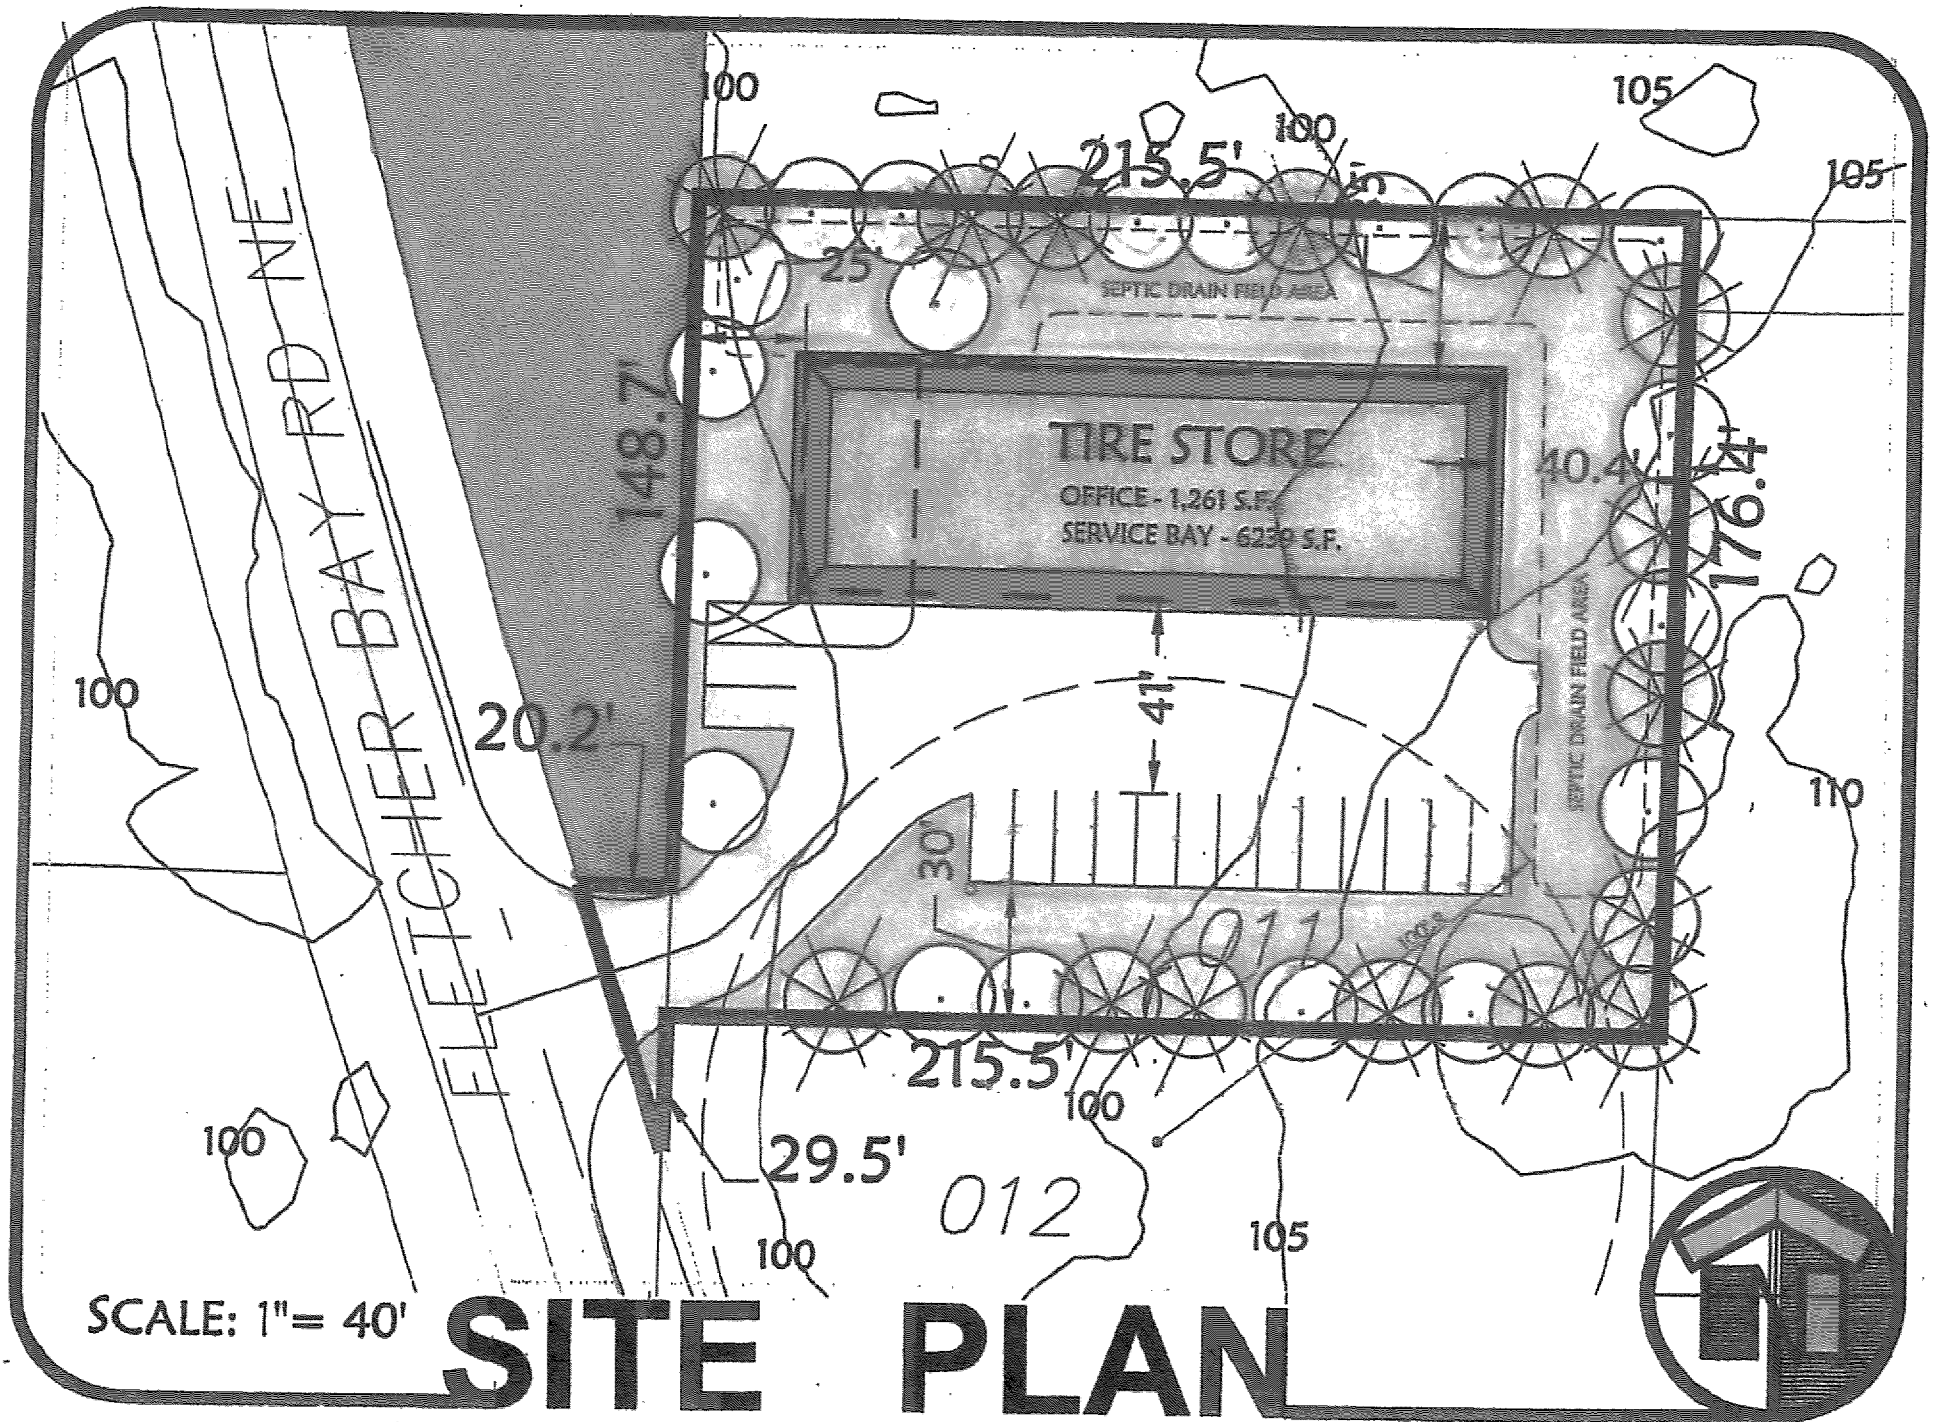 100
105
100
215.5'
105
FLETCHER BAY RD NE
25'
SEPTIC DRAIN FIELD AREA
148.7'
TIRE STORE
OFFICE - 1,261 S.F.
SERVICE BAY - 6239 S.F.
40.4'
176.4'
100
20.2'
41'
SEPTIC DRAIN FIELD AREA
110
30'
011
215.5'
100
100
29.5'
012
100
105
SCALE: 1"= 40'
SITE PLAN
N